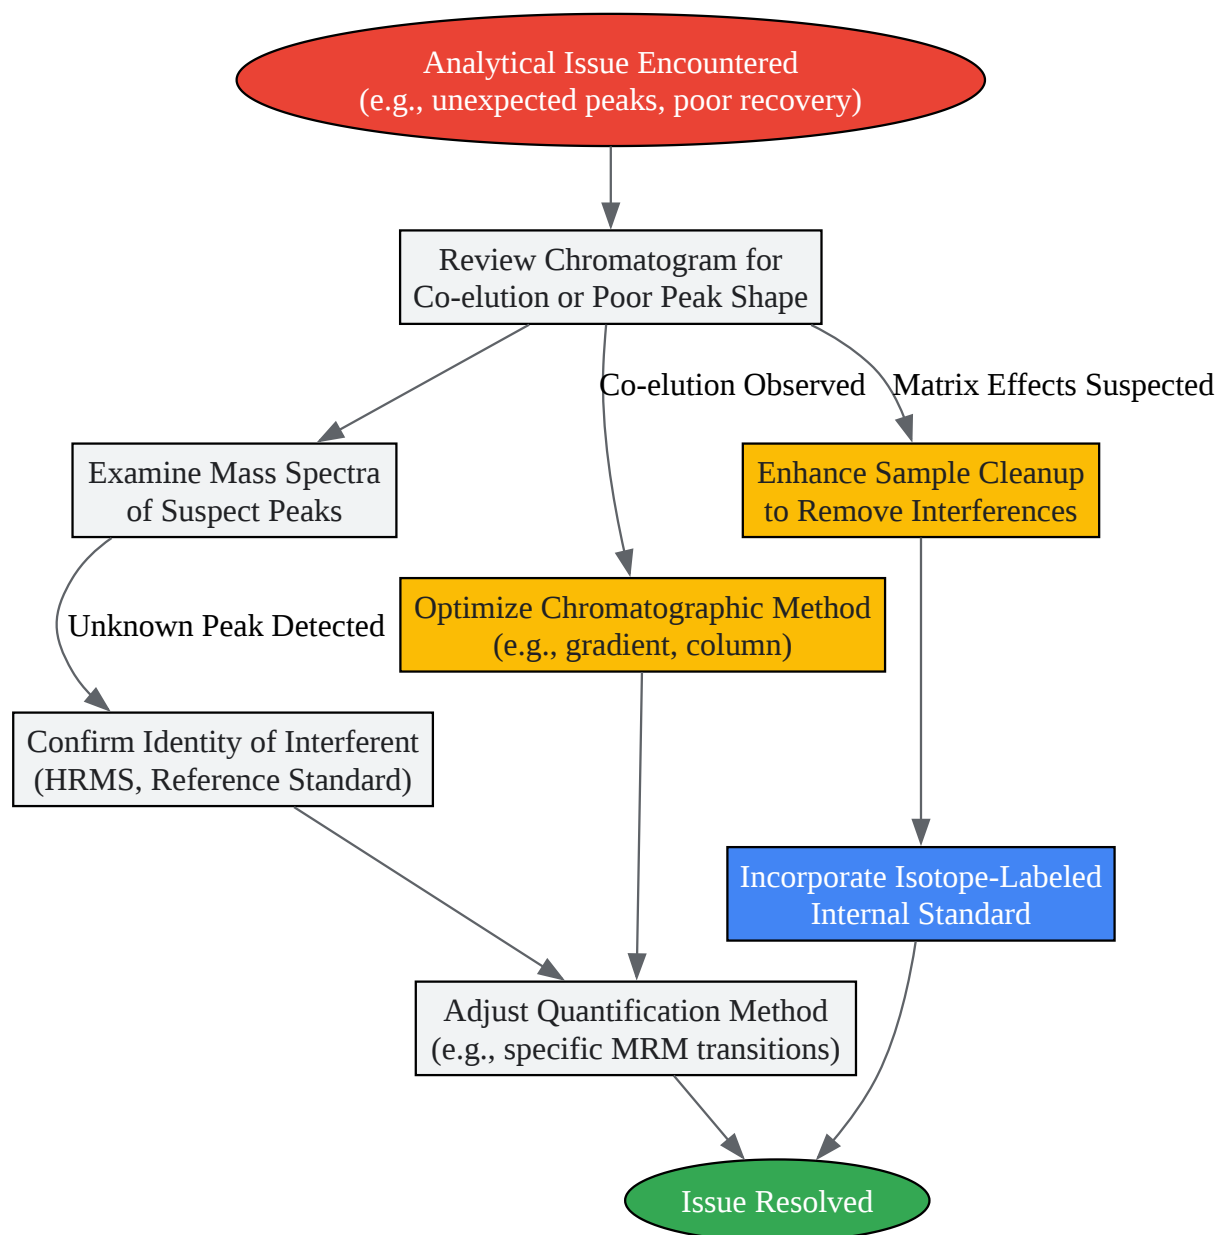 Analytical Issue Encountered
(e.g., unexpected peaks, poor recovery)
Review Chromatogram for
Co-elution or Poor Peak Shape
Co-elution Observed
Matrix Effects Suspected
Examine Mass Spectra
of Suspect Peaks
Enhance Sample Cleanup
to Remove Interferences
Unknown Peak Detected
Optimize Chromatographic Method
(e.g., gradient, column)
Confirm Identity of Interferent
(HRMS, Reference Standard)
Incorporate Isotope-Labeled
Internal Standard
Adjust Quantification Method
(e.g., specific MRM transitions)
Issue Resolved